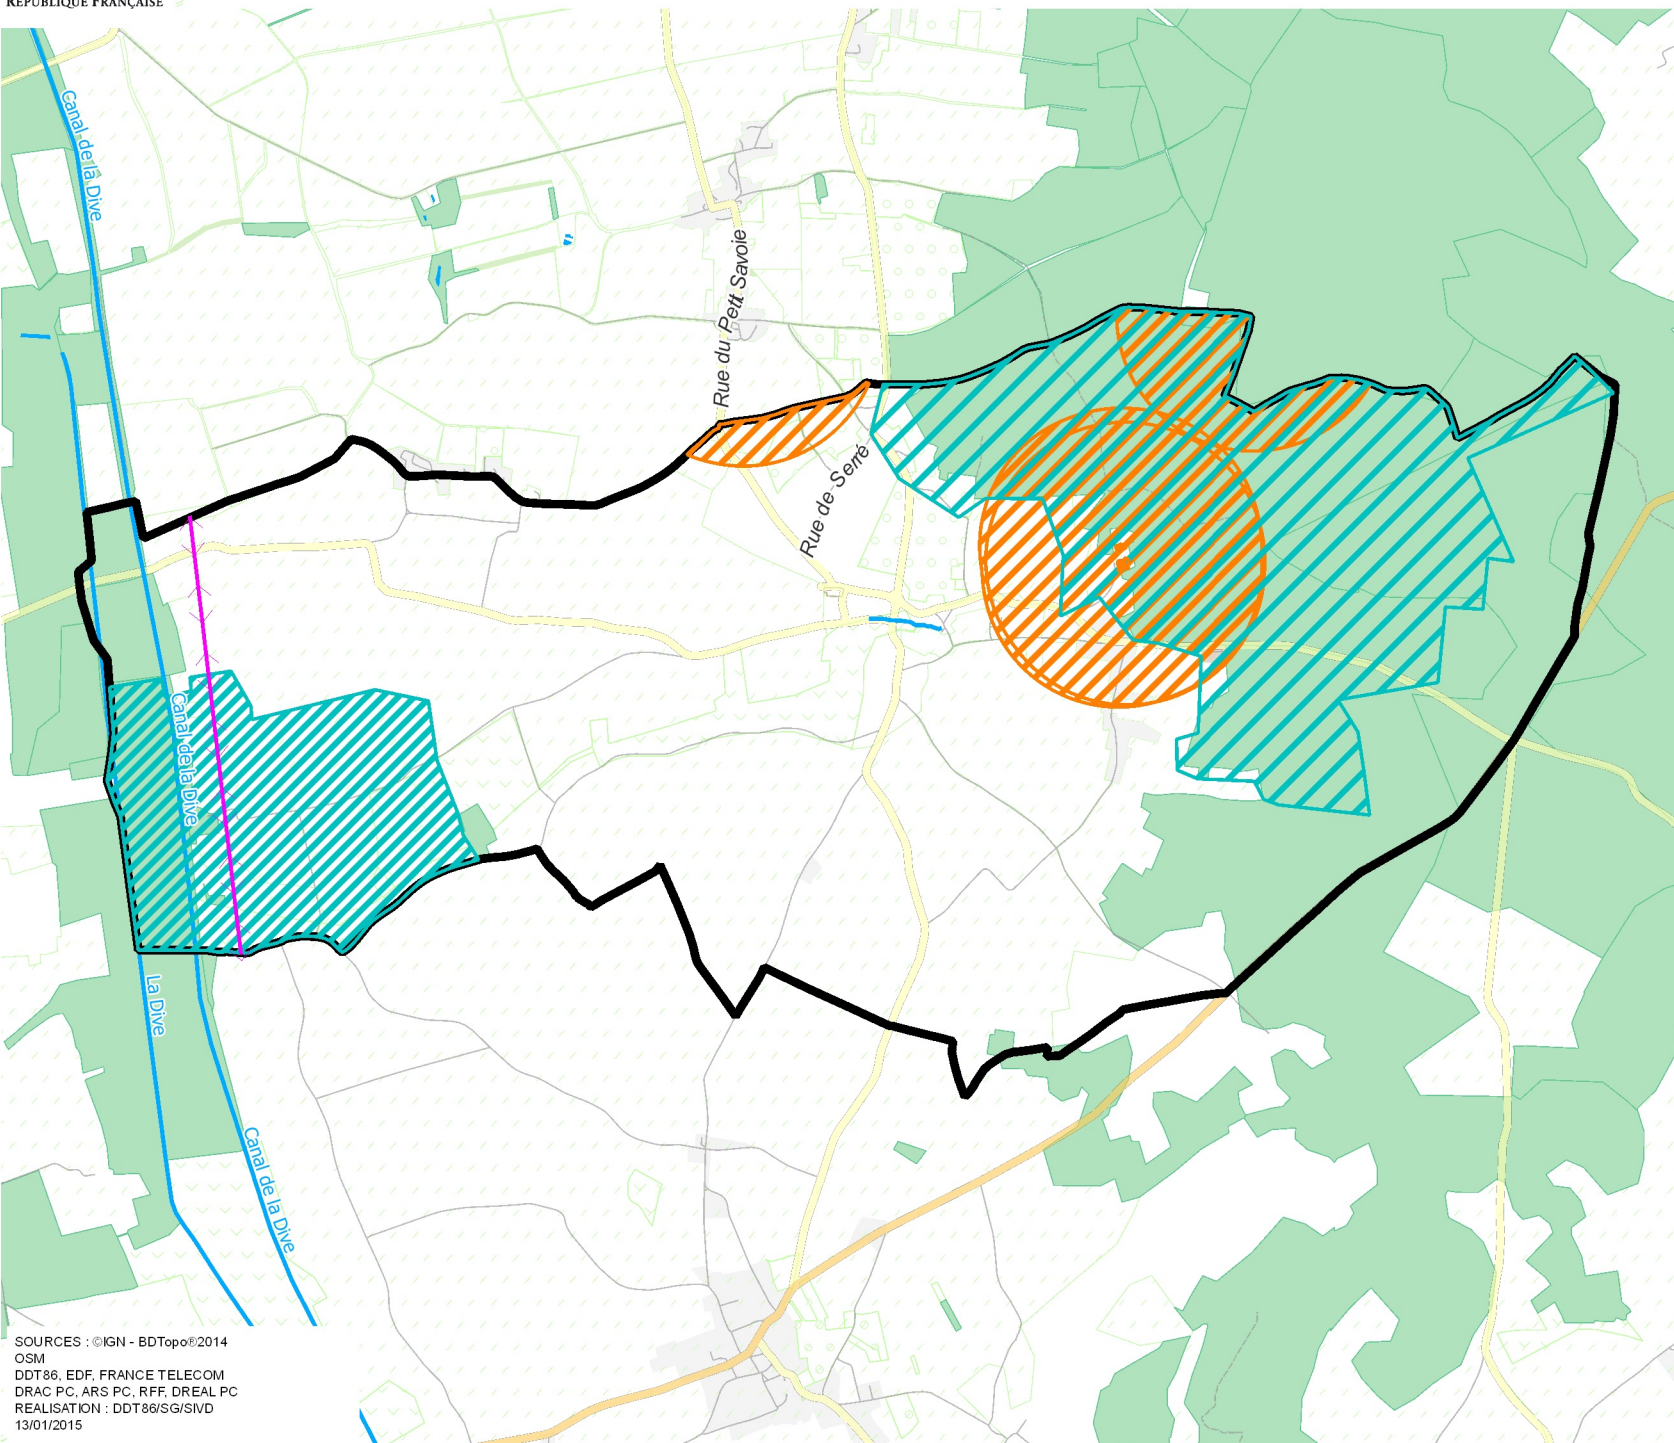 RÉPUBLIQUE FRANÇAISE
Canal de la Dive
Rue du Petit Savoie
Rue de Serré
Canal de la Dive
La Dive
Canal de la Dive
SOURCES : ©IGN - BDTopo®2014
OSM
DDT86, EDF, FRANCE TELECOM
DRAC PC, ARS PC, RFF, DREAL PC
REALISATION : DDT86/SG/SIVD
13/01/2015